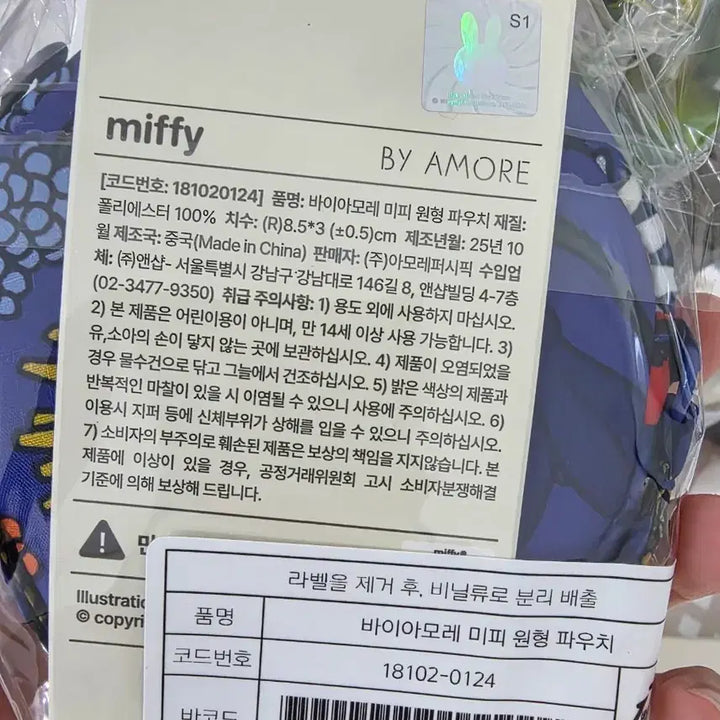 S1
miffy
BY AMORE
[코드번호: 181020124] 품명: 바이아모레 미피 원형 파우치 재질:
폴리에스터 100% 치수: (R)8.5*3 (±0.5)cm 제조년월: 25년 10
월 제조국: 중국(Made in China) 판매자: (주)아모레퍼시픽 수입업
체: (주)앤샵- 서울특별시 강남구 강남대로 146길 8, 앤샵빌딩 4-7층
(02-3477-9350) 취급 주의사항: 1) 용도 외에 사용하지 마십시오.
2) 본 제품은 어린이용이 아니며, 만 14세 이상 사용 가능합니다. 3)
유,소아의 손이 닿지 않는 곳에 보관하십시오. 4) 제품이 오염되었을
경우 물수건으로 닦고 그늘에서 건조하십시오. 5) 밝은 색상의 제품과
반복적인 마찰이 있을 시 이염될 수 있으니 사용에 주의하십시오. 6)
이용시 지퍼 등에 신체부위가 상해를 입을 수 있으니 주의하십시오.
7) 소비자의 부주의로 훼손된 제품은 보상의 책임을 지지않습니다. 본
제품에 이상이 있을 경우, 공정거래위원회 고시 소비자분쟁해결
기준에 의해 보상해 드립니다.
miffy
©
라벨을 제거 후, 비닐류로 분리 배출
품명 바이아모레 미피 원형 파우치
코드번호 18102-0124
바코드